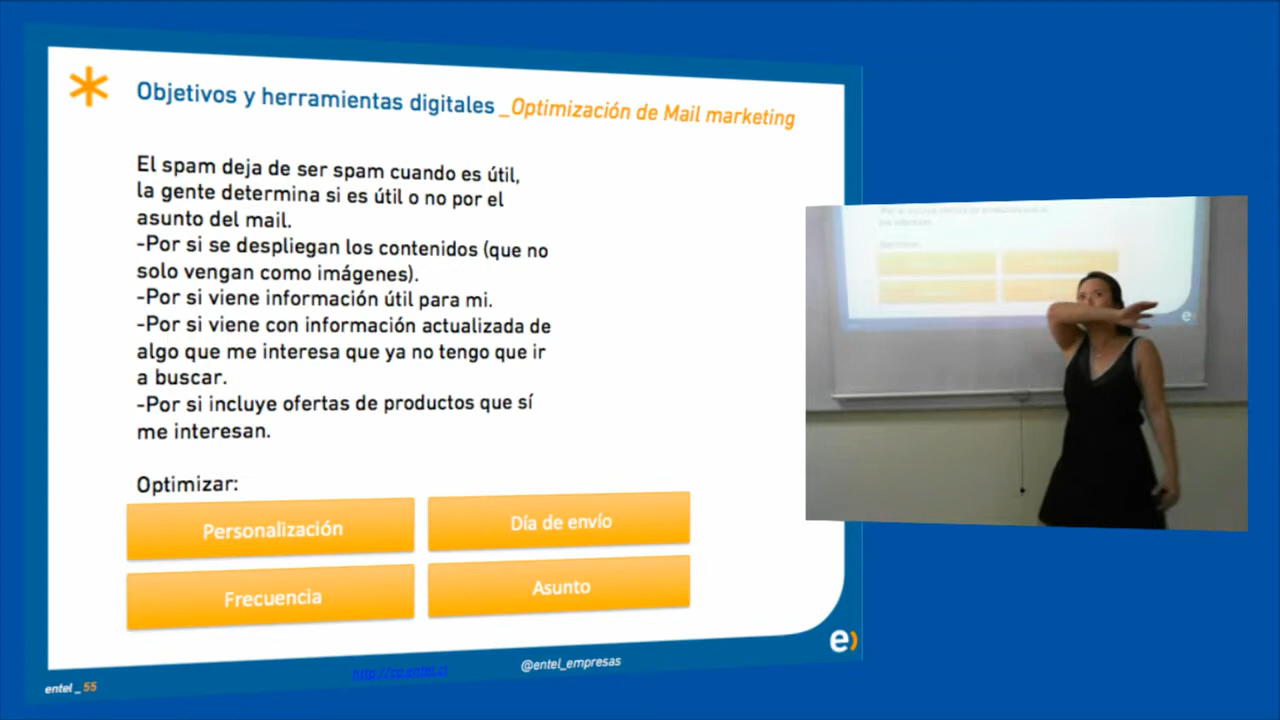 Objetivos y herramientas digitales _Optimización de Mail marketing
El spam deja de ser spam cuando es útil,
la gente determina si es útil o no por el
asunto del mail.
-Por si se despliegan los contenidos (que no
solo vengan como imágenes).
-Por si viene información útil para mi.
-Por si viene con información actualizada de
algo que me interesa que ya no tengo que ir
a buscar.
-Por si incluye ofertas de productos que sí
me interesan.
Optimizar:
Personalización
Día de envío
Frecuencia
Asunto
e)
@entel_empresas
entel _ 55